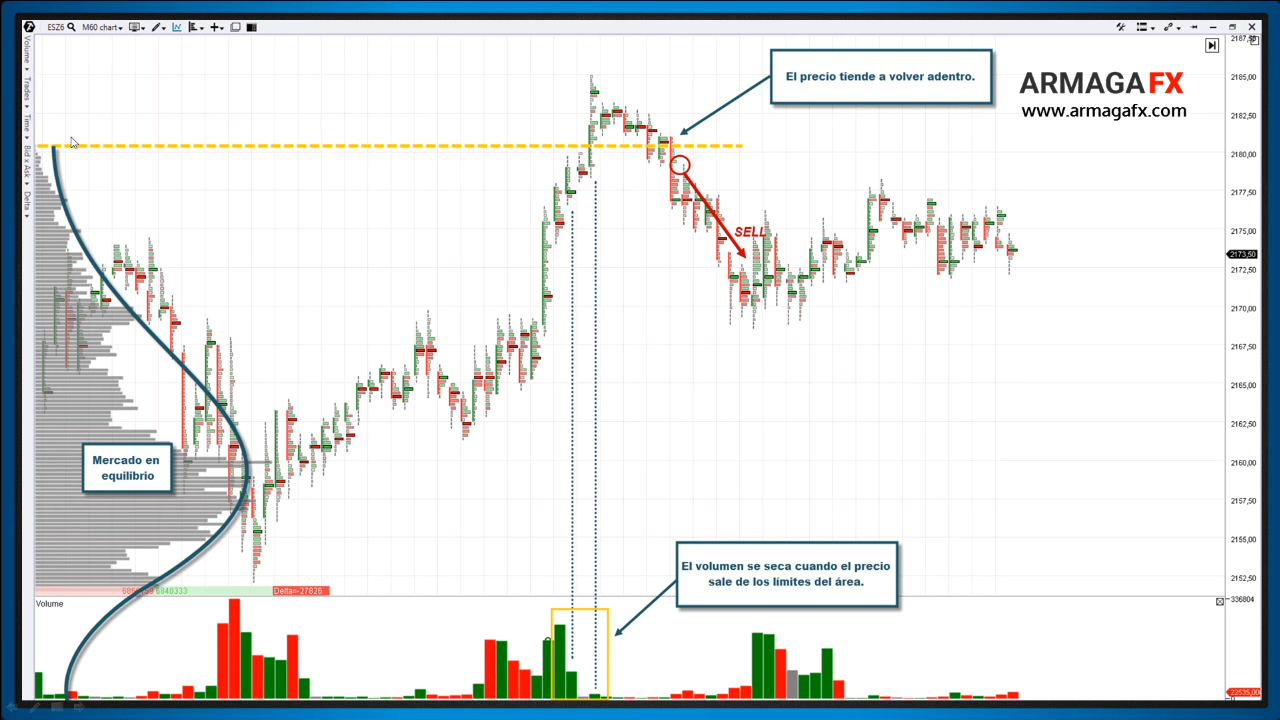 ESZ6
M60 chart
Volume
Trades
Time
Bid x Ask
Delta
El precio tiende a volver adentro.
ARMAGAFX
www.armagafx.com
2187,50
2185,00
2182,50
2180,00
2177,50
2175,00
2173,50
2172,50
2170,00
2167,50
2165,00
2162,50
2160,00
2157,50
2155,00
2152,50
SELL
Mercado en
equilibrio
El volumen se seca cuando el precio
sale de los límites del área.
Delta=-27826
Volume
336804
22535,00